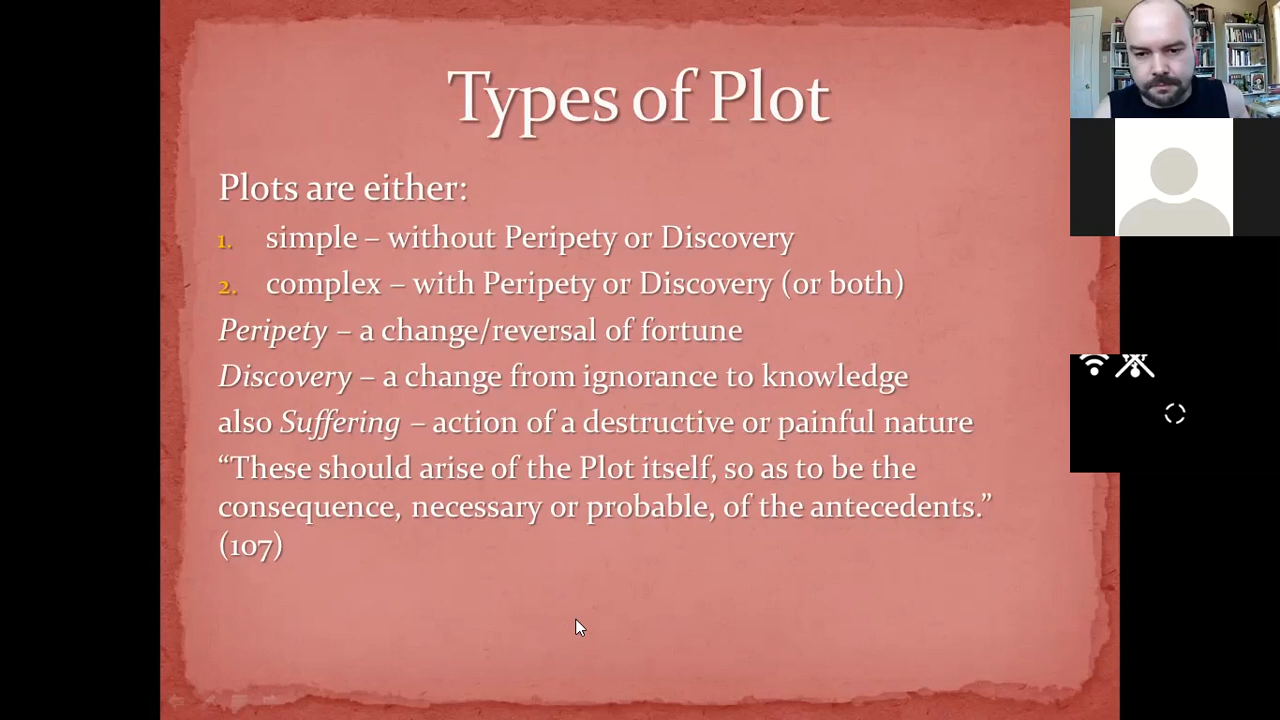 Types of Plot
Plots are either:
1. simple – without Peripety or Discovery
2. complex – with Peripety or Discovery (or both)
Peripety – a change/reversal of fortune
Discovery – a change from ignorance to knowledge
also Suffering – action of a destructive or painful nature
“These should arise of the Plot itself, so as to be the
consequence, necessary or probable, of the antecedents.”
(107)